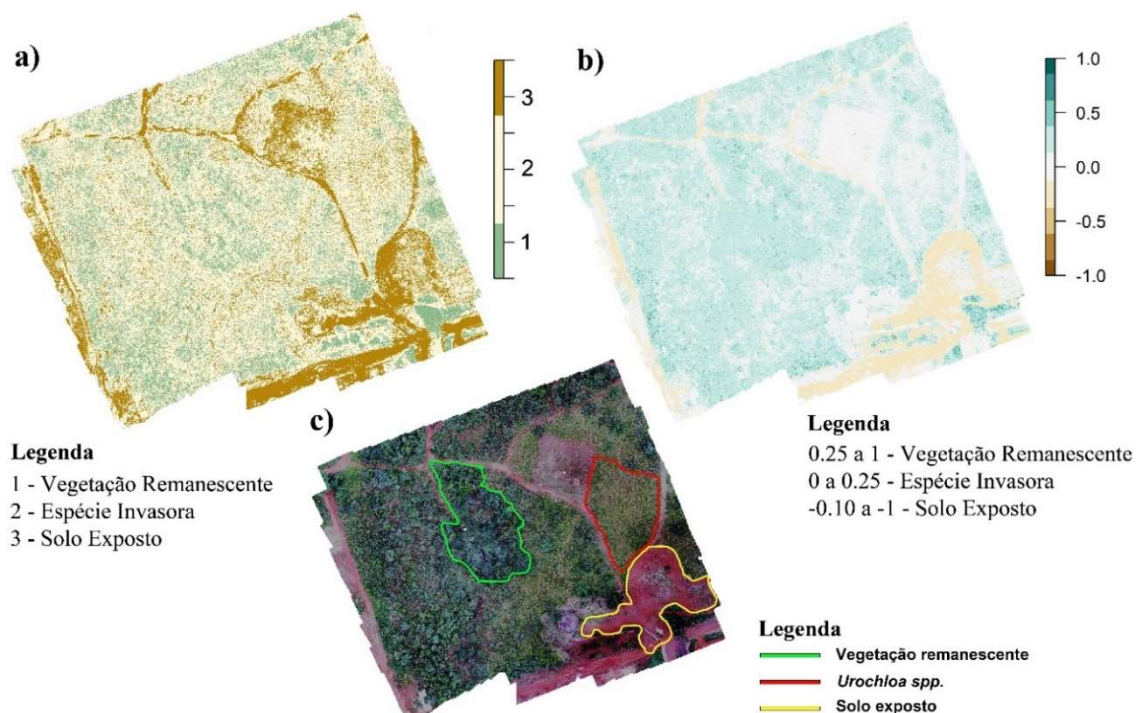 a)
3
2
1
b)
1.0
0.5
0.0
-0.5
-1.0
Legenda
1 - Vegetação Remanescente
2 - Espécie Invasora
3 - Solo Exposto
c)
0.25 a 1 - Vegetação Remanescente
0 a 0.25 - Espécie Invasora
-0.10 a -1 - Solo Exposto
Legenda
Vegetação remanescente
Urochloa spp.
Solo exposto